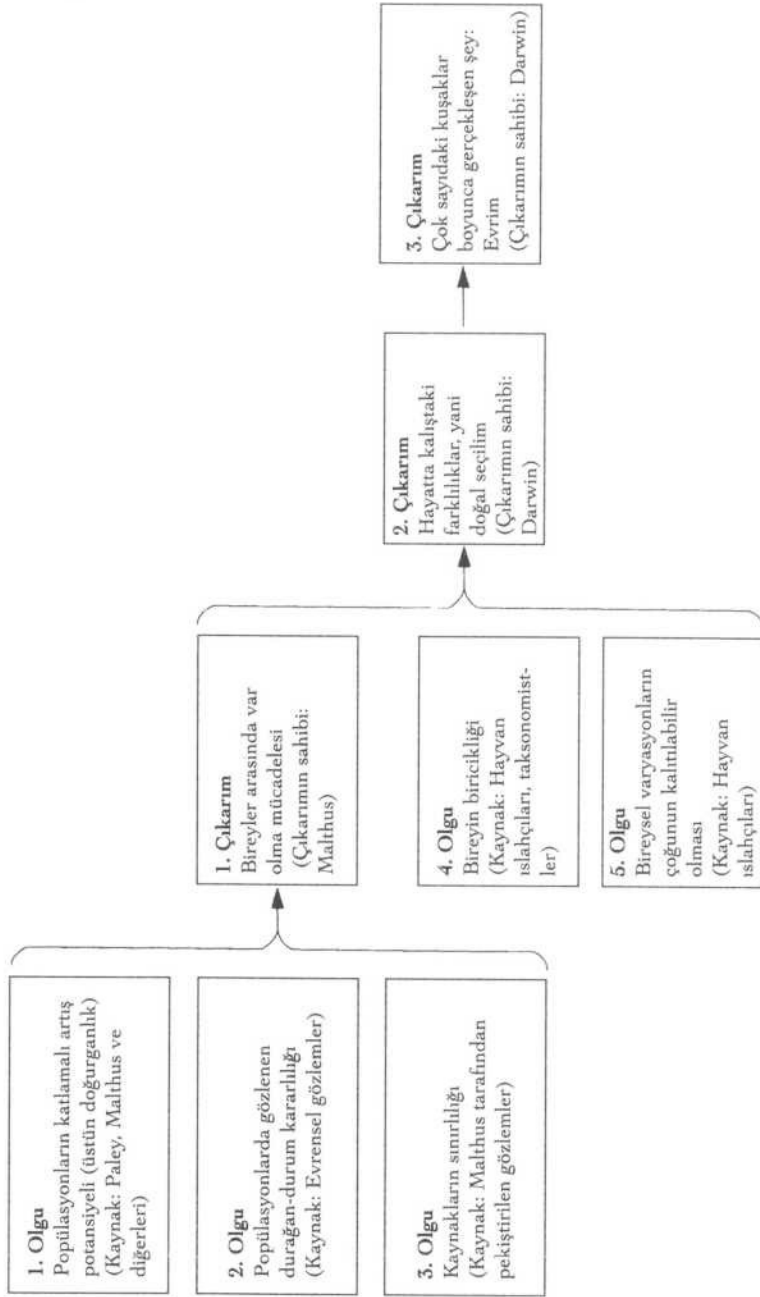 1. Olgu
Popülasyonların katlamalı artış
potansiyeli (üstün doğurganlık)
(Kaynak: Paley, Malthus ve
diğerleri)
2. Olgu
Popülasyonlarda gözlenen
durağan-durum kararlılığı
(Kaynak: Evrensel gözlemler)
3. Olgu
Kaynakların sınırlılığı
(Kaynak: Malthus tarafından
pekiştirilen gözlemler)
1. Çıkarım
Bireyler arasında var
olma mücadelesi
(Çıkarımın sahibi:
Malthus)
4. Olgu
Bireyin biricikliği
(Kaynak: Hayvan
ıslahçıları, taksonomist-
ler)
5. Olgu
Bireysel varyasyonların
çoğunun kalıtılabilir
olması
(Kaynak: Hayvan
ıslahçıları)
2. Çıkarım
Hayatta kalıştaki
farklılıklar, yani
doğal seçilim
(Çıkarımın sahibi:
Darwin)
3. Çıkarım
Çok sayıdaki kuşaklar
boyunca gerçekleşen şey:
Evrim
(Çıkarımın sahibi: Darwin)